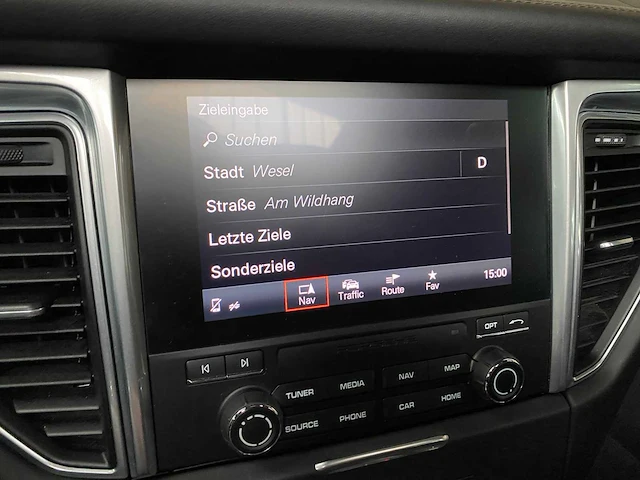 Zieleingabe
Suchen
Stadt Wesel D
Straße Am Wildhang
Letzte Ziele
Sonderziele
Nav Traffic Route Fav 15:00
OPT
TUNER MEDIA NAV MAP
SOURCE PHONE CAR HOME